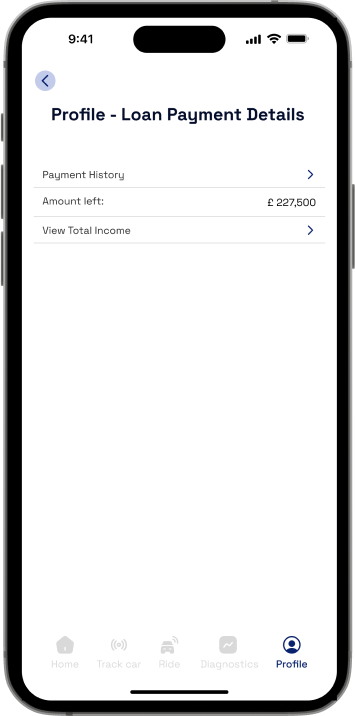 9:41
Profile - Loan Payment Details
Payment History
Amount left: £ 227,500
View Total Income
Home Track car Ride Diagnostics Profile